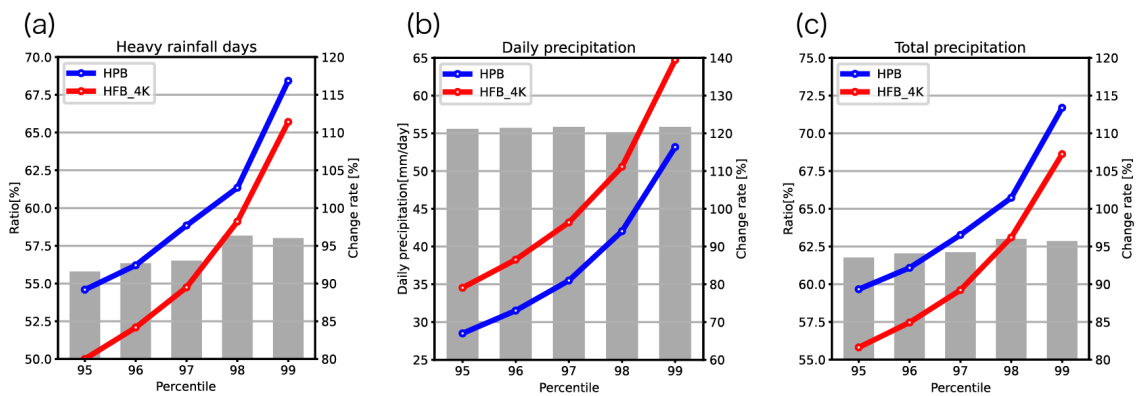 (a)
Heavy rainfall days
HPB
HFB_4K
70.0
67.5
65.0
62.5
60.0
57.5
55.0
52.5
50.0
Ratio[%]
120
115
110
105
100
95
90
85
80
Change rate [%]
95 96 97 98 99
Percentile
(b)
Daily precipitation
HPB
HFB_4K
65
60
55
50
45
40
35
30
25
Daily precipitation[mm/day]
140
130
120
110
100
90
80
70
60
Change rate [%]
95 96 97 98 99
Percentile
(c)
Total precipitation
HPB
HFB_4K
75.0
72.5
70.0
67.5
65.0
62.5
60.0
57.5
55.0
Ratio[%]
120
115
110
105
100
95
90
85
80
Change rate [%]
95 96 97 98 99
Percentile